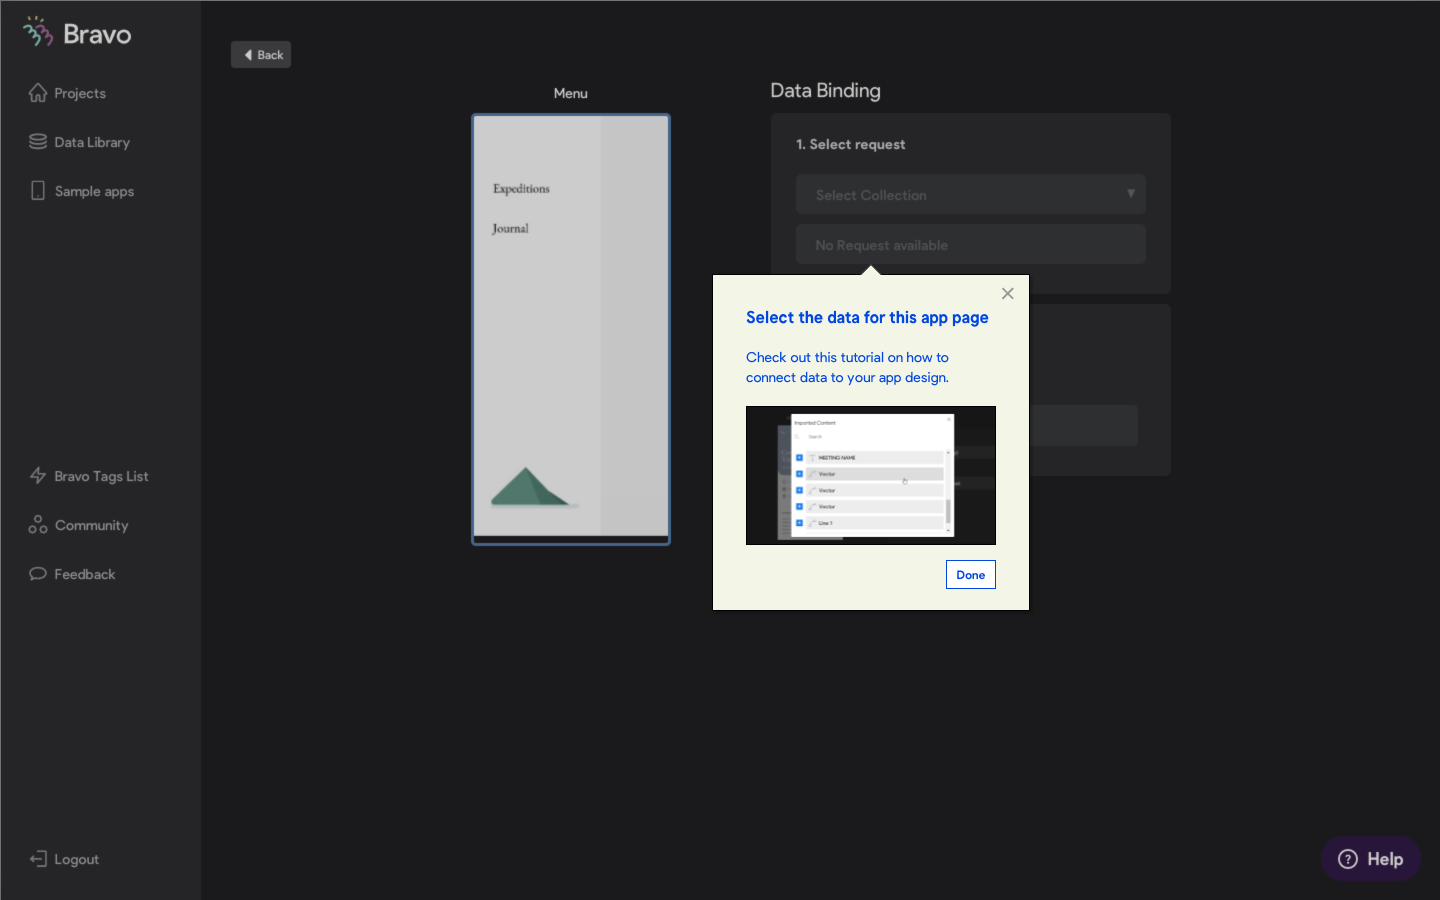 Bravo
Projects
Data Library
Sample apps
Bravo Tags List
Community
Feedback
Logout
Back
Menu
Expeditions
Journal
Data Binding
1. Select request
Select Collection
No Request available
Select the data for this app page
Check out this tutorial on how to
connect data to your app design.
Imported Content
Search
MEETING NAME
Vector
Vector
Vector
Line 1
Done
Help